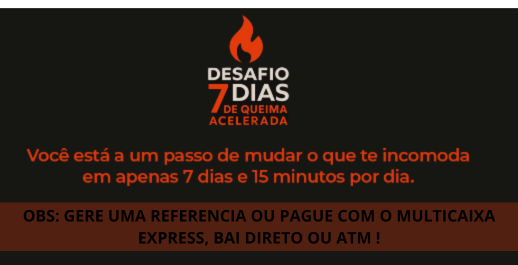 DESAFIO
7 DIAS
DE QUEIMA
ACELERADA
Você está a um passo de mudar o que te incomoda
em apenas 7 dias e 15 minutos por dia.
OBS: GERE UMA REFERENCIA OU PAGUE COM O MULTICAIXA
EXPRESS, BAI DIRETO OU ATM !